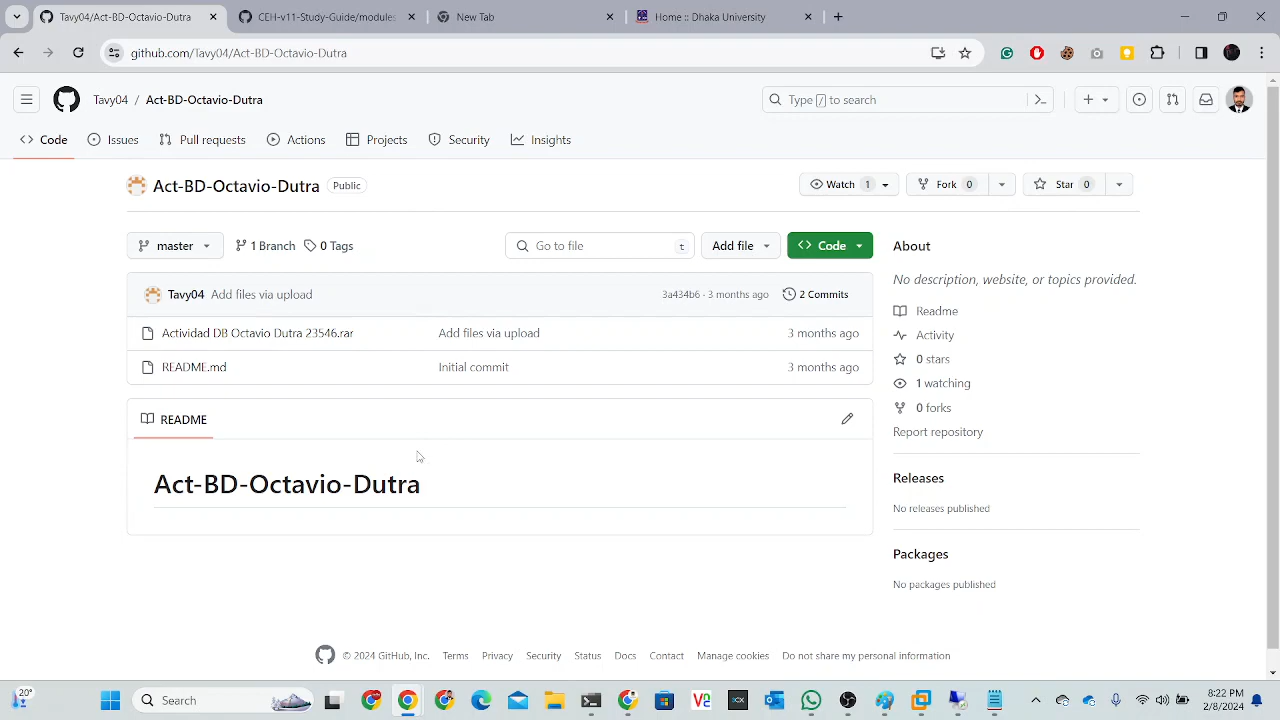 Tavy04/Act-BD-Octavio-Dutra
CEH-v11-Study-Guide/modules
New Tab
Home :: Dhaka University
github.com/Tavy04/Act-BD-Octavio-Dutra
Tavy04 / Act-BD-Octavio-Dutra
Type / to search
Code
Issues
Pull requests
Actions
Projects
Security
Insights
Act-BD-Octavio-Dutra Public
Watch 1
Fork 0
Star 0
master
1 Branch
0 Tags
Go to file t
Add file
Code
Tavy04 Add files via upload 3a434b6 · 3 months ago 2 Commits
Actividad DB Octavio Dutra 23546.rar Add files via upload 3 months ago
README.md Initial commit 3 months ago
README
Act-BD-Octavio-Dutra
About
No description, website, or topics provided.
Readme
Activity
0 stars
1 watching
0 forks
Report repository
Releases
No releases published
Packages
No packages published
© 2024 GitHub, Inc. Terms Privacy Security Status Docs Contact Manage cookies Do not share my personal information
20°
Search
8:22 PM
2/8/2024